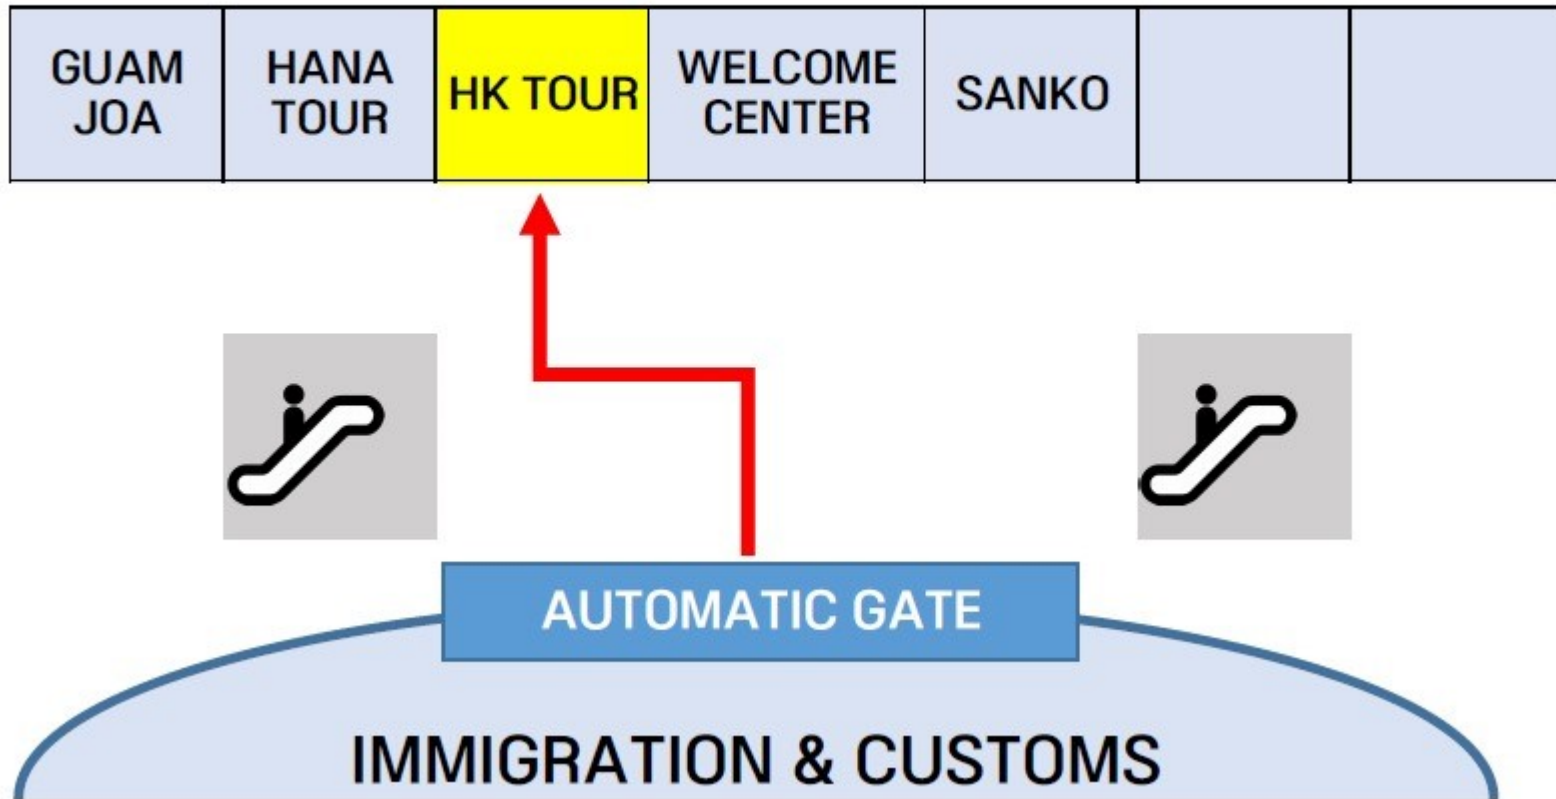 GUAM
JOA
HANA
TOUR
HK TOUR
WELCOME
CENTER
SANKO
AUTOMATIC GATE
IMMIGRATION & CUSTOMS